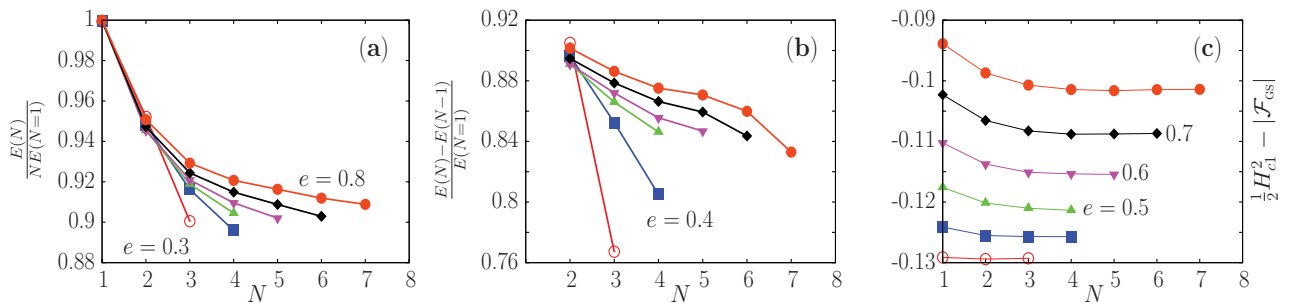 (a)
E(N)
NE(N=1)
1
0.98
0.96
0.94
0.92
0.9
0.88
e = 0.8
e = 0.3
1 2 3 4 5 6 7 8
N
(b)
E(N)−E(N−1)
E(N=1)
0.92
0.88
0.84
0.8
0.76
e = 0.4
1 2 3 4 5 6 7 8
N
(c)
-0.09
-0.1
-0.11
-0.12
-0.13
0.7
0.6
e = 0.5
1 2 3 4 5 6 7 8
N
½H²c1 − |ℱGS|